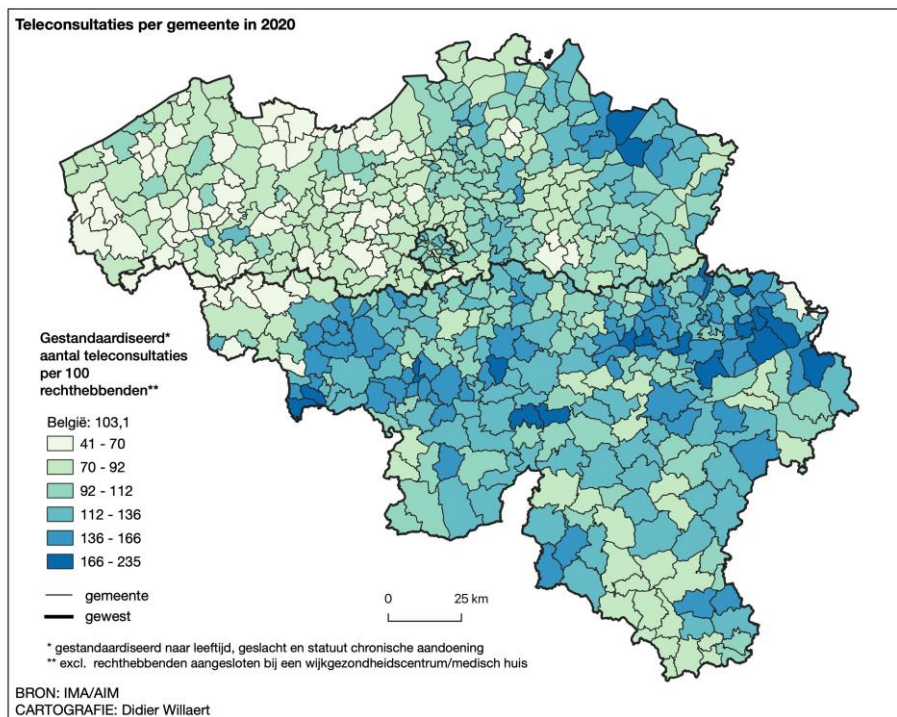 Teleconsultaties per gemeente in 2020
Gestandaardiseerd*
aantal teleconsultaties
per 100
rechthebbenden**
België: 103,1
41 - 70
70 - 92
92 - 112
112 - 136
136 - 166
166 - 235
gemeente
gewest
0 25 km
* gestandaardiseerd naar leeftijd, geslacht en statuut chronische aandoening
** excl. rechthebbenden aangesloten bij een wijkgezondheidscentrum/medisch huis
BRON: IMA/AIM
CARTOGRAFIE: Didier Willaert